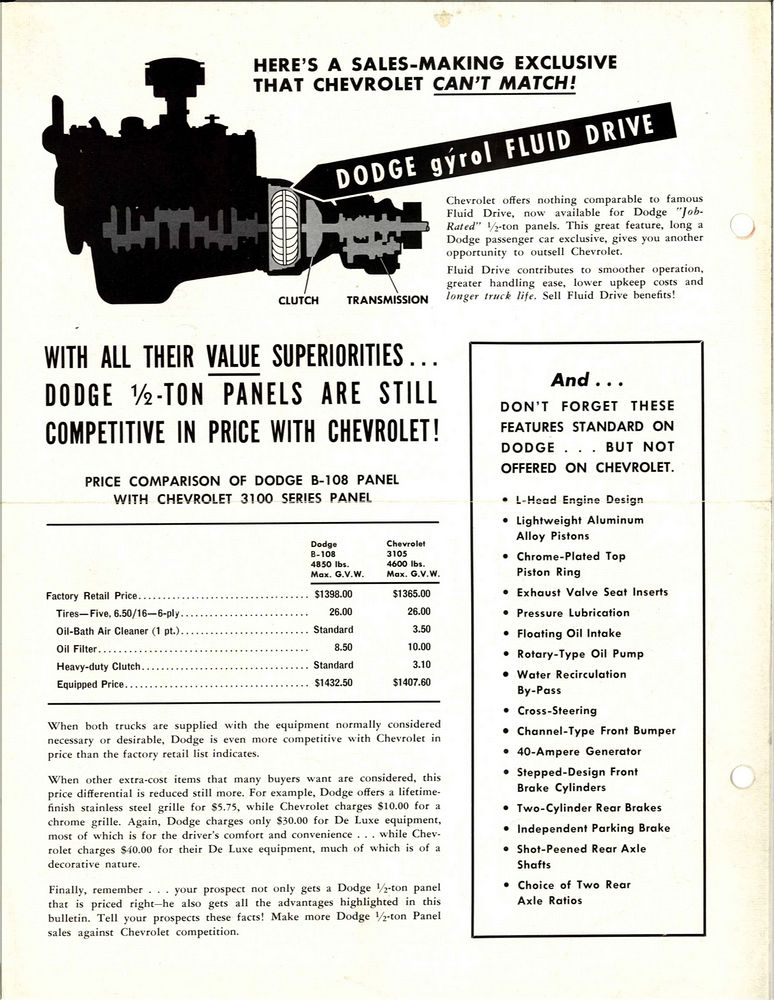 HERE'S A SALES-MAKING EXCLUSIVE
THAT CHEVROLET CAN'T MATCH!
DODGE gýrol FLUID DRIVE
Chevrolet offers nothing comparable to famous
Fluid Drive, now available for Dodge "Job-
Rated" ½-ton panels. This great feature, long a
Dodge passenger car exclusive, gives you another
opportunity to outsell Chevrolet.
Fluid Drive contributes to smoother operation,
greater handling ease, lower upkeep costs and
longer truck life. Sell Fluid Drive benefits!
CLUTCH TRANSMISSION
WITH ALL THEIR VALUE SUPERIORITIES...
DODGE ½-TON PANELS ARE STILL
COMPETITIVE IN PRICE WITH CHEVROLET!
PRICE COMPARISON OF DODGE B-108 PANEL
WITH CHEVROLET 3100 SERIES PANEL
Dodge Chevrolet
B-108 3105
4850 lbs. 4600 lbs.
Max. G.V.W. Max. G.V.W.
Factory Retail Price.................................. $1398.00 $1365.00
Tires—Five, 6.50/16—6-ply.......................... 26.00 26.00
Oil-Bath Air Cleaner (1 pt.).......................... Standard 3.50
Oil Filter.......................................... 8.50 10.00
Heavy-duty Clutch.................................. Standard 3.10
Equipped Price..................................... $1432.50 $1407.60
When both trucks are supplied with the equipment normally considered
necessary or desirable, Dodge is even more competitive with Chevrolet in
price than the factory retail list indicates.
When other extra-cost items that many buyers want are considered, this
price differential is reduced still more. For example, Dodge offers a lifetime-
finish stainless steel grille for $5.75, while Chevrolet charges $10.00 for a
chrome grille. Again, Dodge charges only $30.00 for De Luxe equipment,
most of which is for the driver's comfort and convenience . . . while Chev-
rolet charges $40.00 for their De Luxe equipment, much of which is of a
decorative nature.
Finally, remember . . . your prospect not only gets a Dodge ½-ton panel
that is priced right—he also gets all the advantages highlighted in this
bulletin. Tell your prospects these facts! Make more Dodge ½-ton Panel
sales against Chevrolet competition.
And...
DON'T FORGET THESE
FEATURES STANDARD ON
DODGE . . . BUT NOT
OFFERED ON CHEVROLET.
• L-Head Engine Design
• Lightweight Aluminum
Alloy Pistons
• Chrome-Plated Top
Piston Ring
• Exhaust Valve Seat Inserts
• Pressure Lubrication
• Floating Oil Intake
• Rotary-Type Oil Pump
• Water Recirculation
By-Pass
• Cross-Steering
• Channel-Type Front Bumper
• 40-Ampere Generator
• Stepped-Design Front
Brake Cylinders
• Two-Cylinder Rear Brakes
• Independent Parking Brake
• Shot-Peened Rear Axle
Shafts
• Choice of Two Rear
Axle Ratios